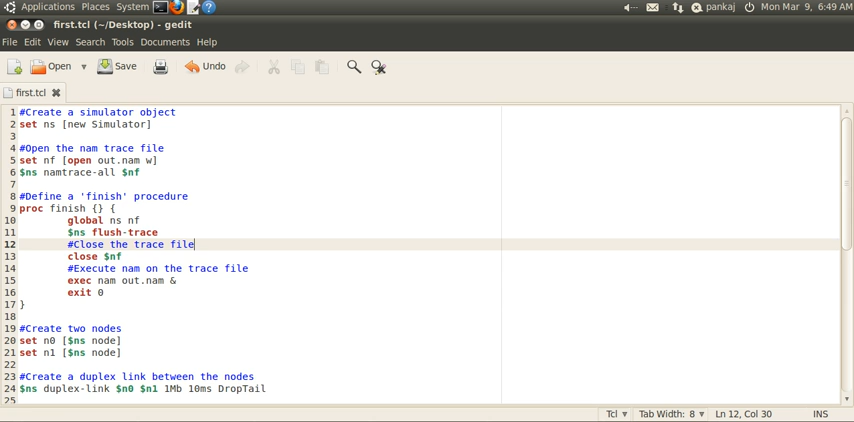 Applications Places System pankaj Mon Mar 9, 6:49 AM
first.tcl (~/Desktop) - gedit
File Edit View Search Tools Documents Help
Open Save Undo
first.tcl
1 #Create a simulator object
2 set ns [new Simulator]
3
4 #Open the nam trace file
5 set nf [open out.nam w]
6 $ns namtrace-all $nf
7
8 #Define a 'finish' procedure
9 proc finish {} {
10 global ns nf
11 $ns flush-trace
12 #Close the trace file
13 close $nf
14 #Execute nam on the trace file
15 exec nam out.nam &
16 exit 0
17 }
18
19 #Create two nodes
20 set n0 [$ns node]
21 set n1 [$ns node]
22
23 #Create a duplex link between the nodes
24 $ns duplex-link $n0 $n1 1Mb 10ms DropTail
25
Tcl Tab Width: 8 Ln 12, Col 30 INS